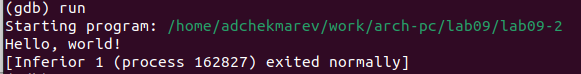 (gdb) run
Starting program: /home/adchekmarev/work/arch-pc/lab09/lab09-2
Hello, world!
[Inferior 1 (process 162827) exited normally]